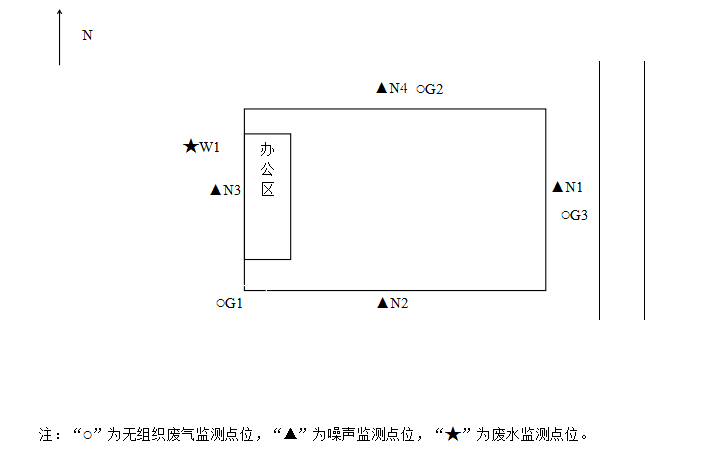 N
▲N4 ○G2
★W1
办
公
区
▲N3
▲N1
○G3
○G1
▲N2
注：“○”为无组织废气监测点位，“▲”为噪声监测点位，“★”为废水监测点位。